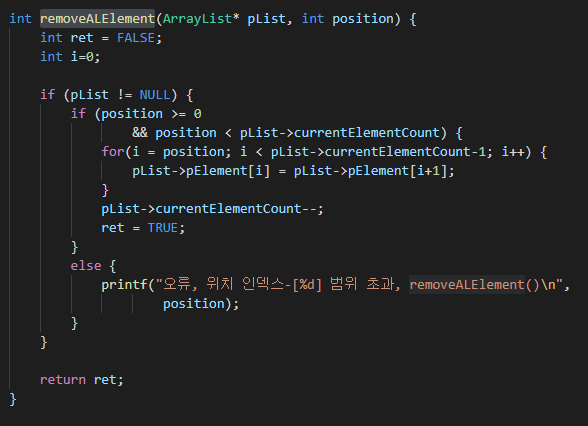 int removeALElement(ArrayList* pList, int position) {
    int ret = FALSE;
    int i=0;

    if (pList != NULL) {
        if (position >= 0
                && position < pList->currentElementCount) {
            for(i = position; i < pList->currentElementCount-1; i++) {
                pList->pElement[i] = pList->pElement[i+1];
            }
            pList->currentElementCount--;
            ret = TRUE;
        }
        else {
            printf("오류, 위치 인덱스-[%d] 범위 초과, removeALElement()\n",
                    position);
        }
    }

    return ret;
}